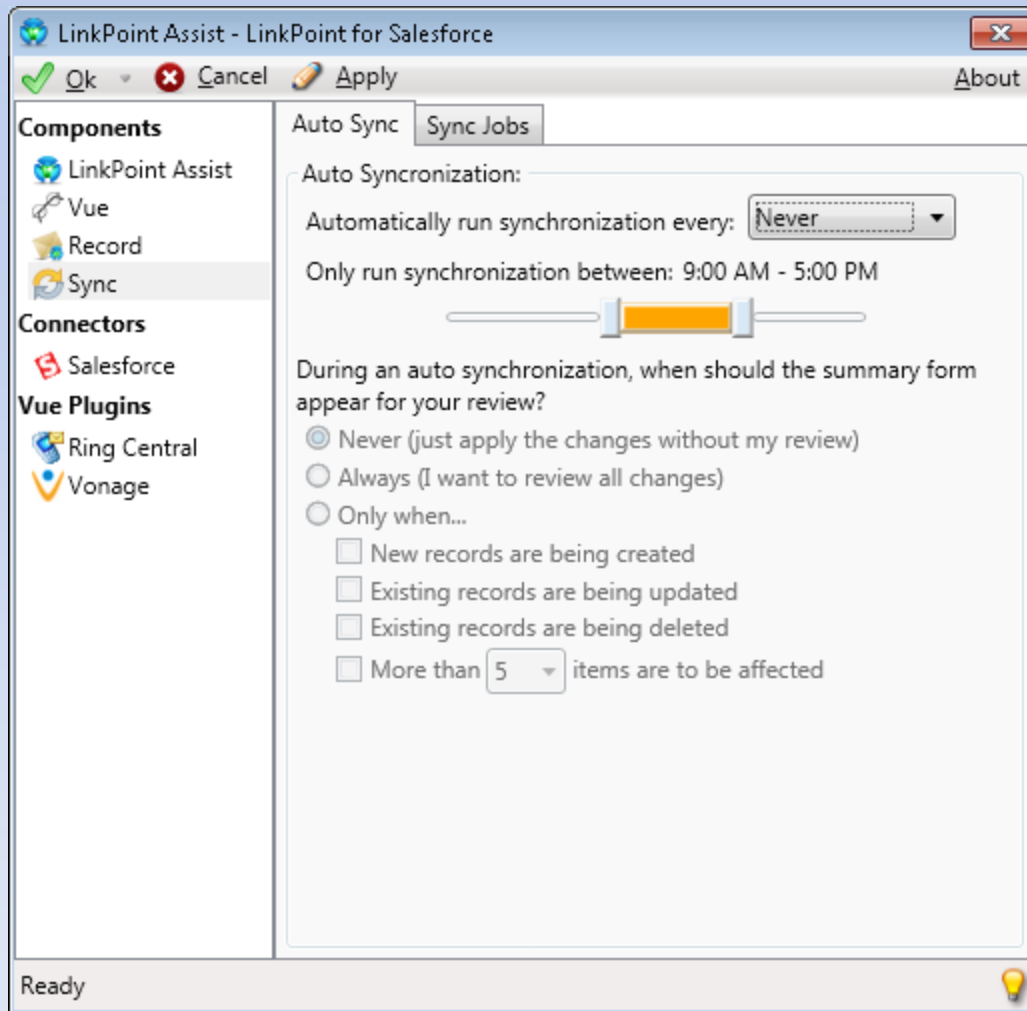 LinkPoint Assist - LinkPoint for Salesforce
Ok Cancel Apply About
Components
LinkPoint Assist
Vue
Record
Sync
Connectors
Salesforce
Vue Plugins
Ring Central
Vonage
Auto Sync Sync Jobs
Auto Syncronization:
Automatically run synchronization every: Never
Only run synchronization between: 9:00 AM - 5:00 PM
During an auto synchronization, when should the summary form
appear for your review?
Never (just apply the changes without my review)
Always (I want to review all changes)
Only when...
New records are being created
Existing records are being updated
Existing records are being deleted
More than 5 items are to be affected
Ready